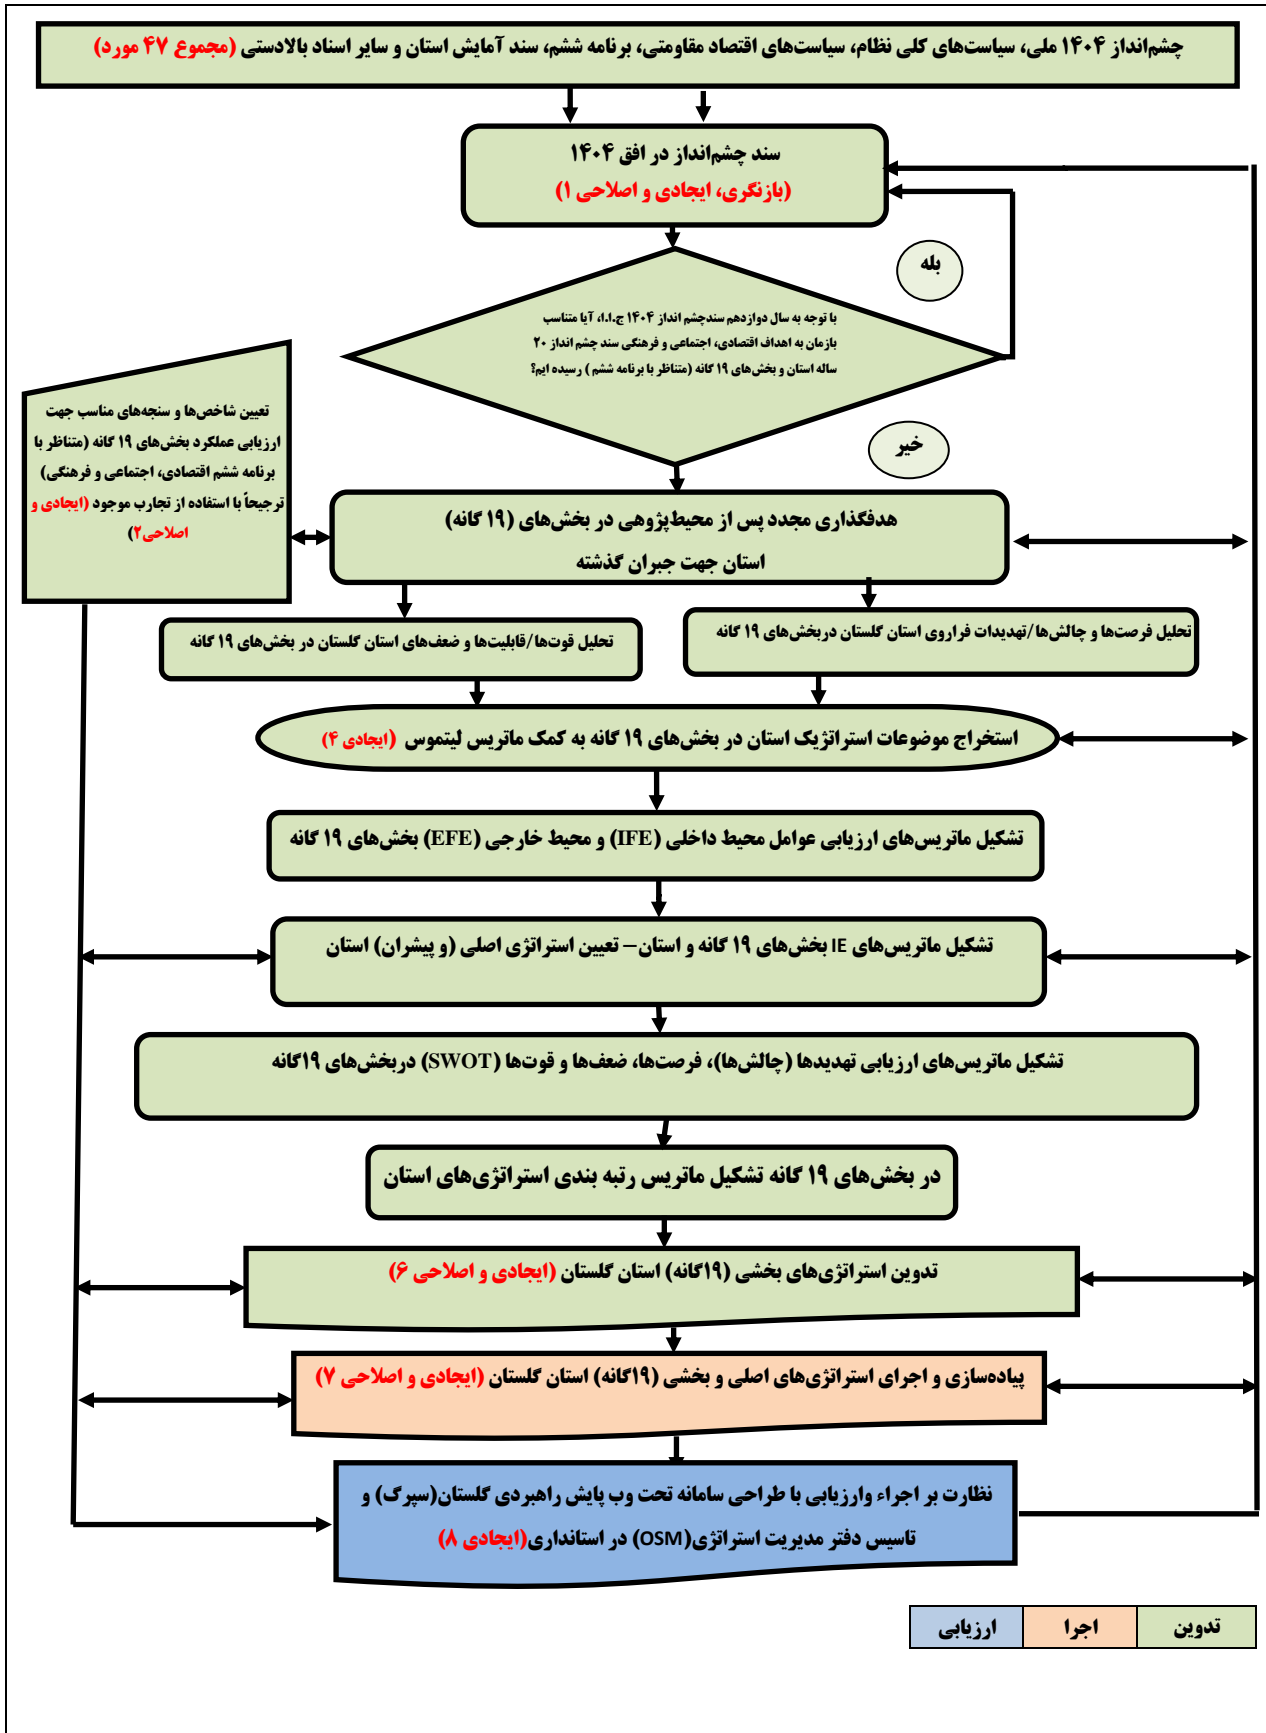 چشم‌انداز ۱۴۰۴ ملی، سیاست‌های کلی نظام، سیاست‌های اقتصاد مقاومتی، برنامه ششم، سند آمایش استان و سایر اسناد بالادستی (مجموع ۴۷ مورد)
سند چشم‌انداز در افق ۱۴۰۴
(بازنگری، ایجادی و اصلاحی ۱)
بله
با توجه به سال دوازدهم سندچشم انداز ۱۴۰۴ ج.ا.ا، آیا متناسب
بازمان به اهداف اقتصادی، اجتماعی و فرهنگی سند چشم انداز ۲۰
ساله استان و بخش‌های ۱۹ گانه (متناظر با برنامه ششم ) رسیده ایم؟
خیر
تعیین شاخص‌ها و سنجه‌های مناسب جهت
ارزیابی عملکرد بخش‌های ۱۹ گانه (متناظر با
برنامه ششم اقتصادی، اجتماعی و فرهنگی)
ترجیحاً با استفاده از تجارب موجود (ایجادی و
اصلاحی۲)
هدفگذاری مجدد پس از محیط‌پژوهی در بخش‌های (۱۹ گانه)
استان جهت جبران گذشته
تحلیل فرصت‌ها و چالش‌ها/تهدیدات فراروی استان گلستان دربخش‌های ۱۹ گانه
تحلیل قوت‌ها/قابلیت‌ها و ضعف‌های استان گلستان در بخش‌های ۱۹ گانه
استخراج موضوعات استراتژیک استان در بخش‌های ۱۹ گانه به کمک ماتریس لیتموس (ایجادی ۴)
تشکیل ماتریس‌های ارزیابی عوامل محیط داخلی (IFE) و محیط خارجی (EFE) بخش‌های ۱۹ گانه
تشکیل ماتریس‌های IE بخش‌های ۱۹ گانه و استان– تعیین استراتژی اصلی (و پیشران) استان
تشکیل ماتریس‌های ارزیابی تهدیدها (چالش‌ها)، فرصت‌ها، ضعف‌ها و قوت‌ها (SWOT) دربخش‌های ۱۹گانه
در بخش‌های ۱۹ گانه تشکیل ماتریس رتبه بندی استراتژی‌های استان
تدوین استراتژی‌های بخشی (۱۹گانه) استان گلستان (ایجادی و اصلاحی ۶)
پیاده‌سازی و اجرای استراتژی‌های اصلی و بخشی (۱۹گانه) استان گلستان (ایجادی و اصلاحی ۷)
نظارت بر اجراء وارزیابی با طراحی سامانه تحت وب پایش راهبردی گلستان(سپرگ) و
تاسیس دفتر مدیریت استراتژی(OSM) در استانداری(ایجادی ۸)
تدوین
اجرا
ارزیابی